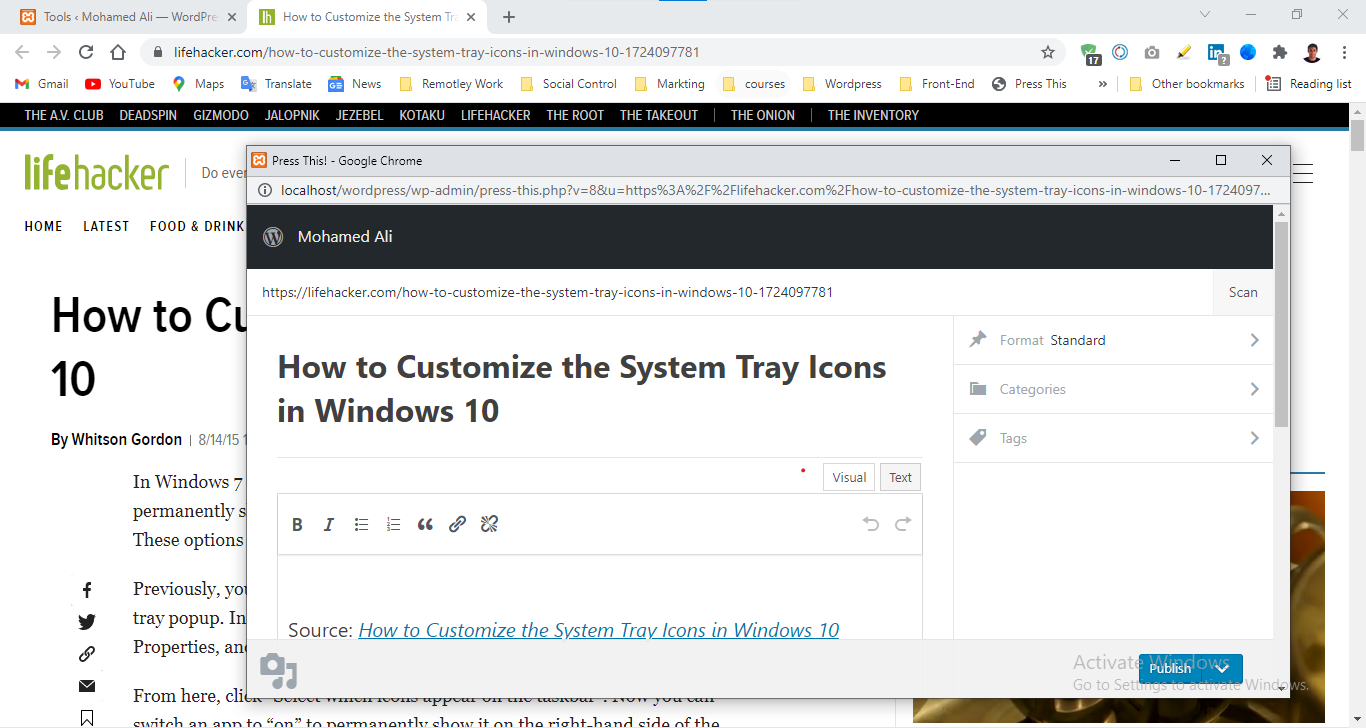 Tools ‹ Mohamed Ali — WordPre
How to Customize the System Tra
lifehacker.com/how-to-customize-the-system-tray-icons-in-windows-10-1724097781
17
?
Gmail YouTube Maps Translate News Remotley Work Social Control Markting courses Wordpress Front-End Press This » Other bookmarks Reading list
THE A.V. CLUB DEADSPIN GIZMODO JALOPNIK JEZEBEL KOTAKU LIFEHACKER THE ROOT THE TAKEOUT | THE ONION | THE INVENTORY
lifehacker Do ever
HOME LATEST FOOD & DRINK
How to Cu
10
By Whitson Gordon | 8/14/15 1
In Windows 7
permanently s
These options
Previously, you
tray popup. In
Properties, and
From here, click "Select which icons appear on the taskbar". Now you can
switch an app to “on” to permanently show it on the right-hand side of the
Press This! - Google Chrome
localhost/wordpress/wp-admin/press-this.php?v=8&u=https%3A%2F%2Flifehacker.com%2Fhow-to-customize-the-system-tray-icons-in-windows-10-1724097...
Mohamed Ali
https://lifehacker.com/how-to-customize-the-system-tray-icons-in-windows-10-1724097781
Scan
How to Customize the System Tray Icons
in Windows 10
Format Standard
Categories
Tags
Visual Text
B I
Source: How to Customize the System Tray Icons in Windows 10
Publish
Activate Windows
Go to Settings to activate Windows.